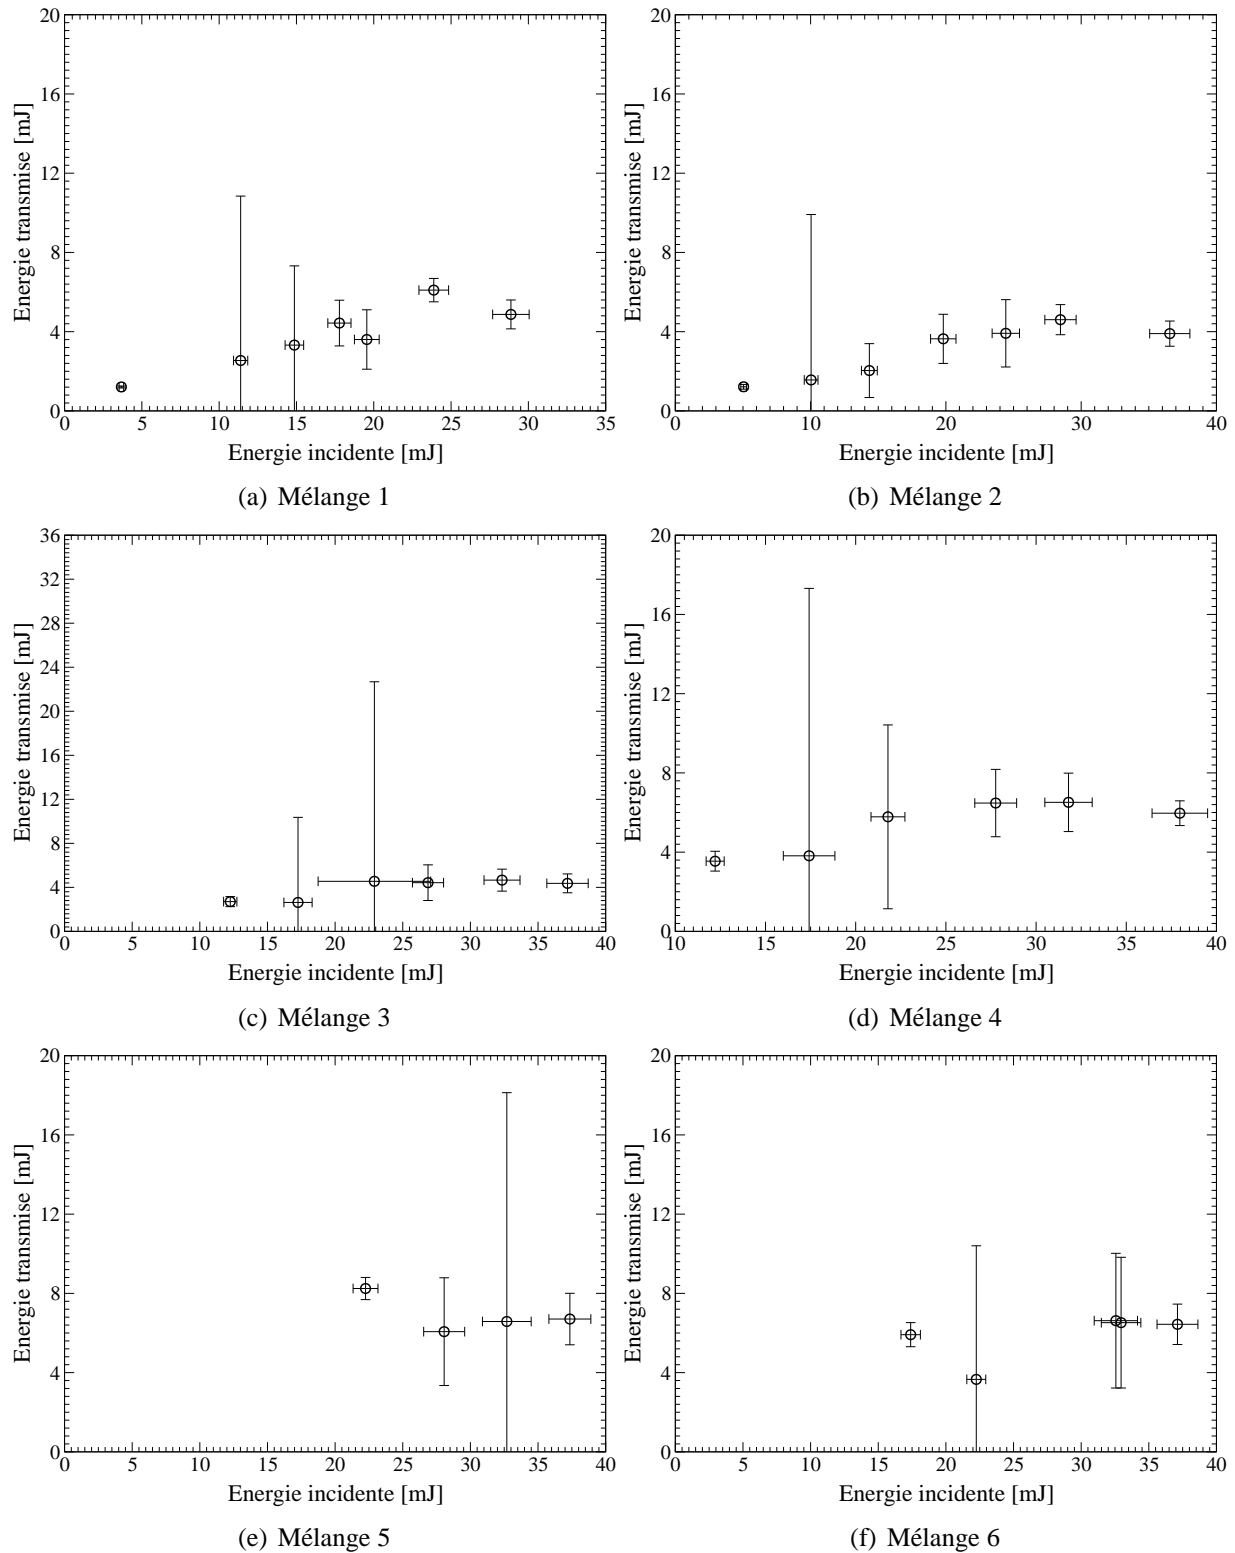 20
16
12
8
4
0
0 5 10 15 20 25 30 35
Energie transmise [mJ]
Energie incidente [mJ]
(a) Mélange 1
20
16
12
8
4
0
0 5 10 15 20 25 30 35 40
Energie transmise [mJ]
Energie incidente [mJ]
(b) Mélange 2
36
32
28
24
20
16
12
8
4
0
0 5 10 15 20 25 30 35 40
Energie transmise [mJ]
Energie incidente [mJ]
(c) Mélange 3
20
16
12
8
4
0
10 15 20 25 30 35 40
Energie transmise [mJ]
Energie incidente [mJ]
(d) Mélange 4
20
16
12
8
4
0
0 5 10 15 20 25 30 35 40
Energie transmise [mJ]
Energie incidente [mJ]
(e) Mélange 5
20
16
12
8
4
0
0 5 10 15 20 25 30 35 40
Energie transmise [mJ]
Energie incidente [mJ]
(f) Mélange 6